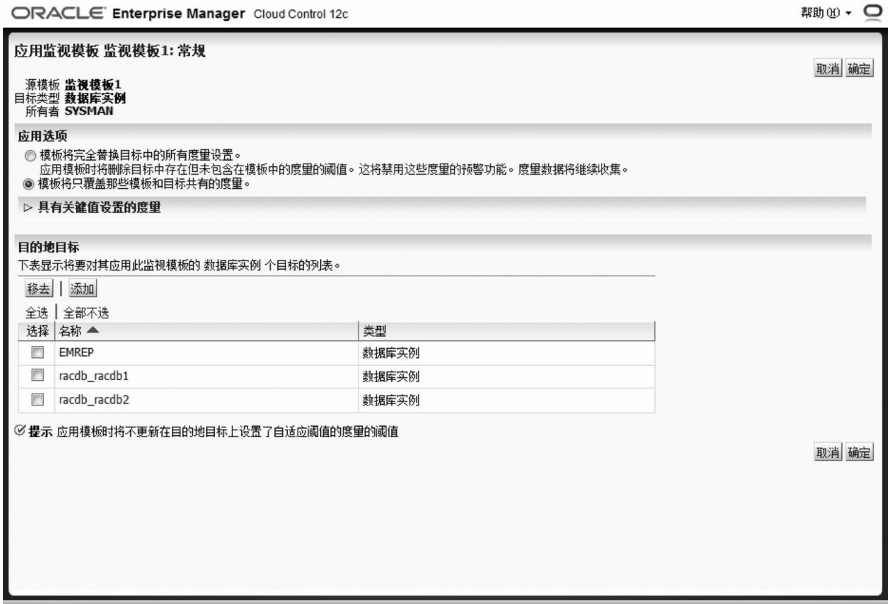 ORACLE Enterprise Manager Cloud Control 12c
帮助(H)
应用监视模板 监视模板1: 常规
取消 确定
源模板 监视模板1
目标类型 数据库实例
所有者 SYSMAN
应用选项
模板将完全替换目标中的所有度量设置。
应用模板时将删除目标中存在但未包含在模板中的度量的阈值。这将禁用这些度量的预警功能。度量数据将继续收集。
模板将只覆盖那些模板和目标共有的度量。
具有关键值设置的度量
目的地目标
下表显示将要对其应用此监视模板的 数据库实例 个目标的列表。
移去 | 添加
全选 | 全部不选
选择 名称 类型
EMREP 数据库实例
racdb_racdb1 数据库实例
racdb_racdb2 数据库实例
提示 应用模板时将不更新在目的地目标上设置了自适应阈值的度量的阈值
取消 确定